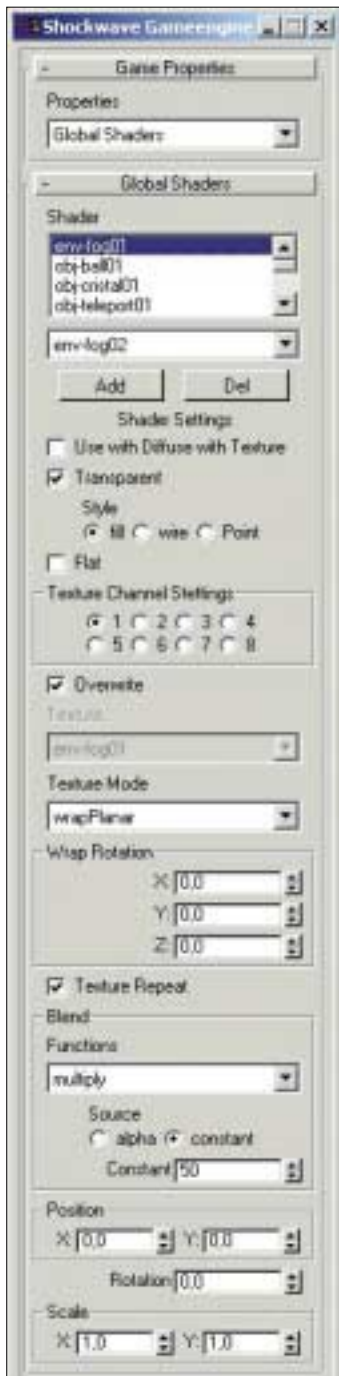 Shockwave Gameengine
- Game Properties
Properties
Global Shaders
- Global Shaders
Shader
env-fog01
obj-ball01
obj-cristal01
obj-teleport01
env-fog02
Add Del
Shader Settings
Use with Diffuse with Texture
Transparent
Style
fill wire Point
Flat
Texture Channel Stettings
1 2 3 4
5 6 7 8
Overwrite
Texture
env-fog01
Texture Mode
wrapPlanar
Wrap Rotation
X: 0,0
Y: 0,0
Z: 0,0
Texture Repeat
Blend
Functions
multiply
Source
alpha constant
Constant 50
Position
X: 0,0 Y: 0,0
Rotation 0,0
Scale
X: 1,0 Y: 1,0